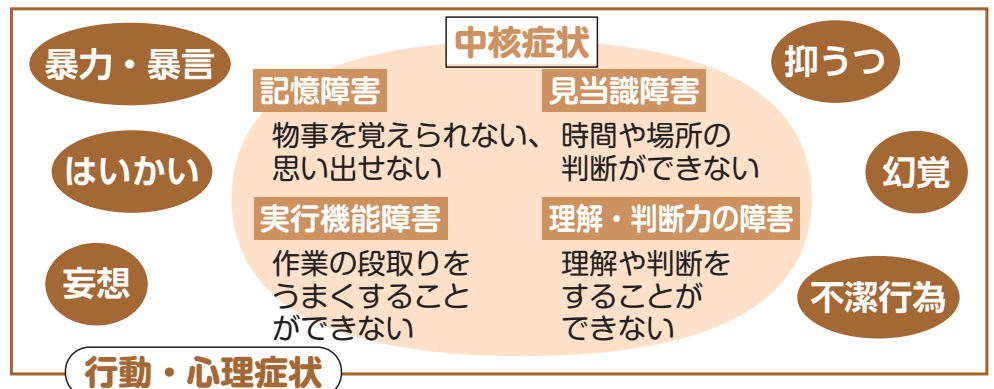 中核症状
暴力・暴言
はいかい
妄想
記憶障害
物事を覚えられない、
思い出せない
見当識障害
時間や場所の
判断ができない
実行機能障害
作業の段取りを
うまくすること
ができない
理解・判断力の障害
理解や判断を
することが
できない
抑うつ
幻覚
不潔行為
行動・心理症状